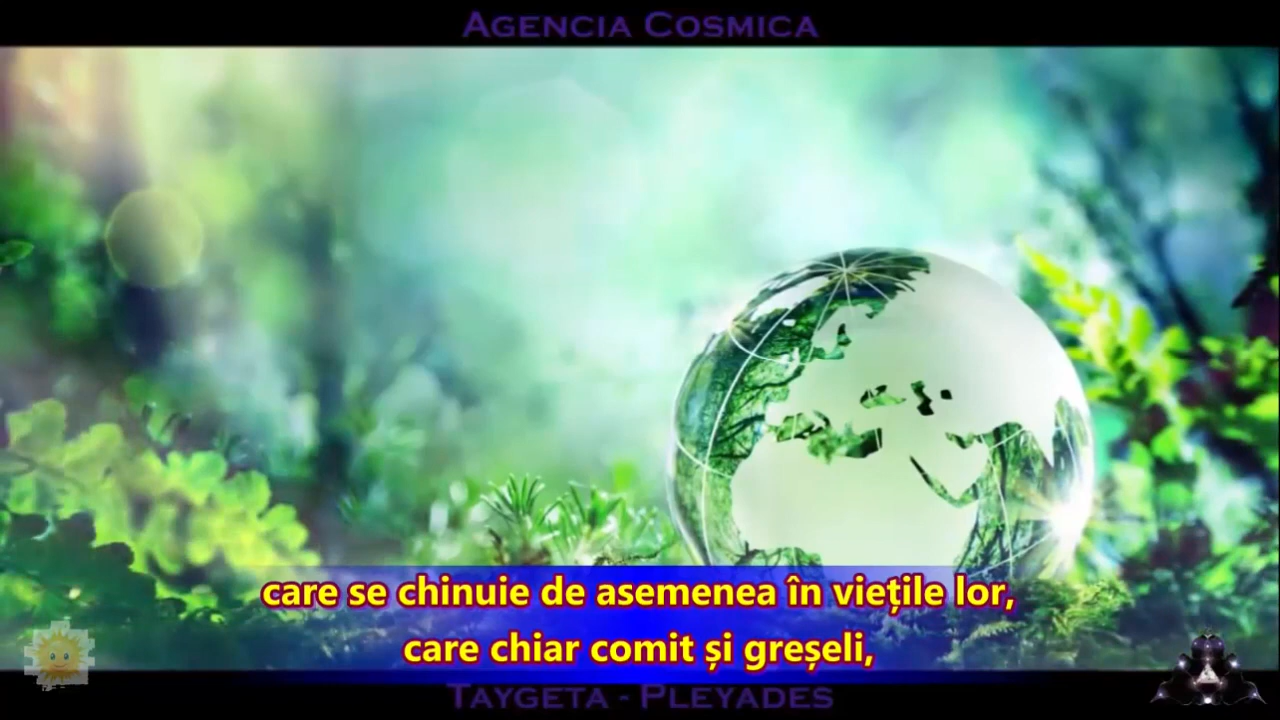 AGENCIA COSMICA
care se chinuie de asemenea în viețile lor,
care chiar comit și greșeli,
TAYGETA - PLEYADES